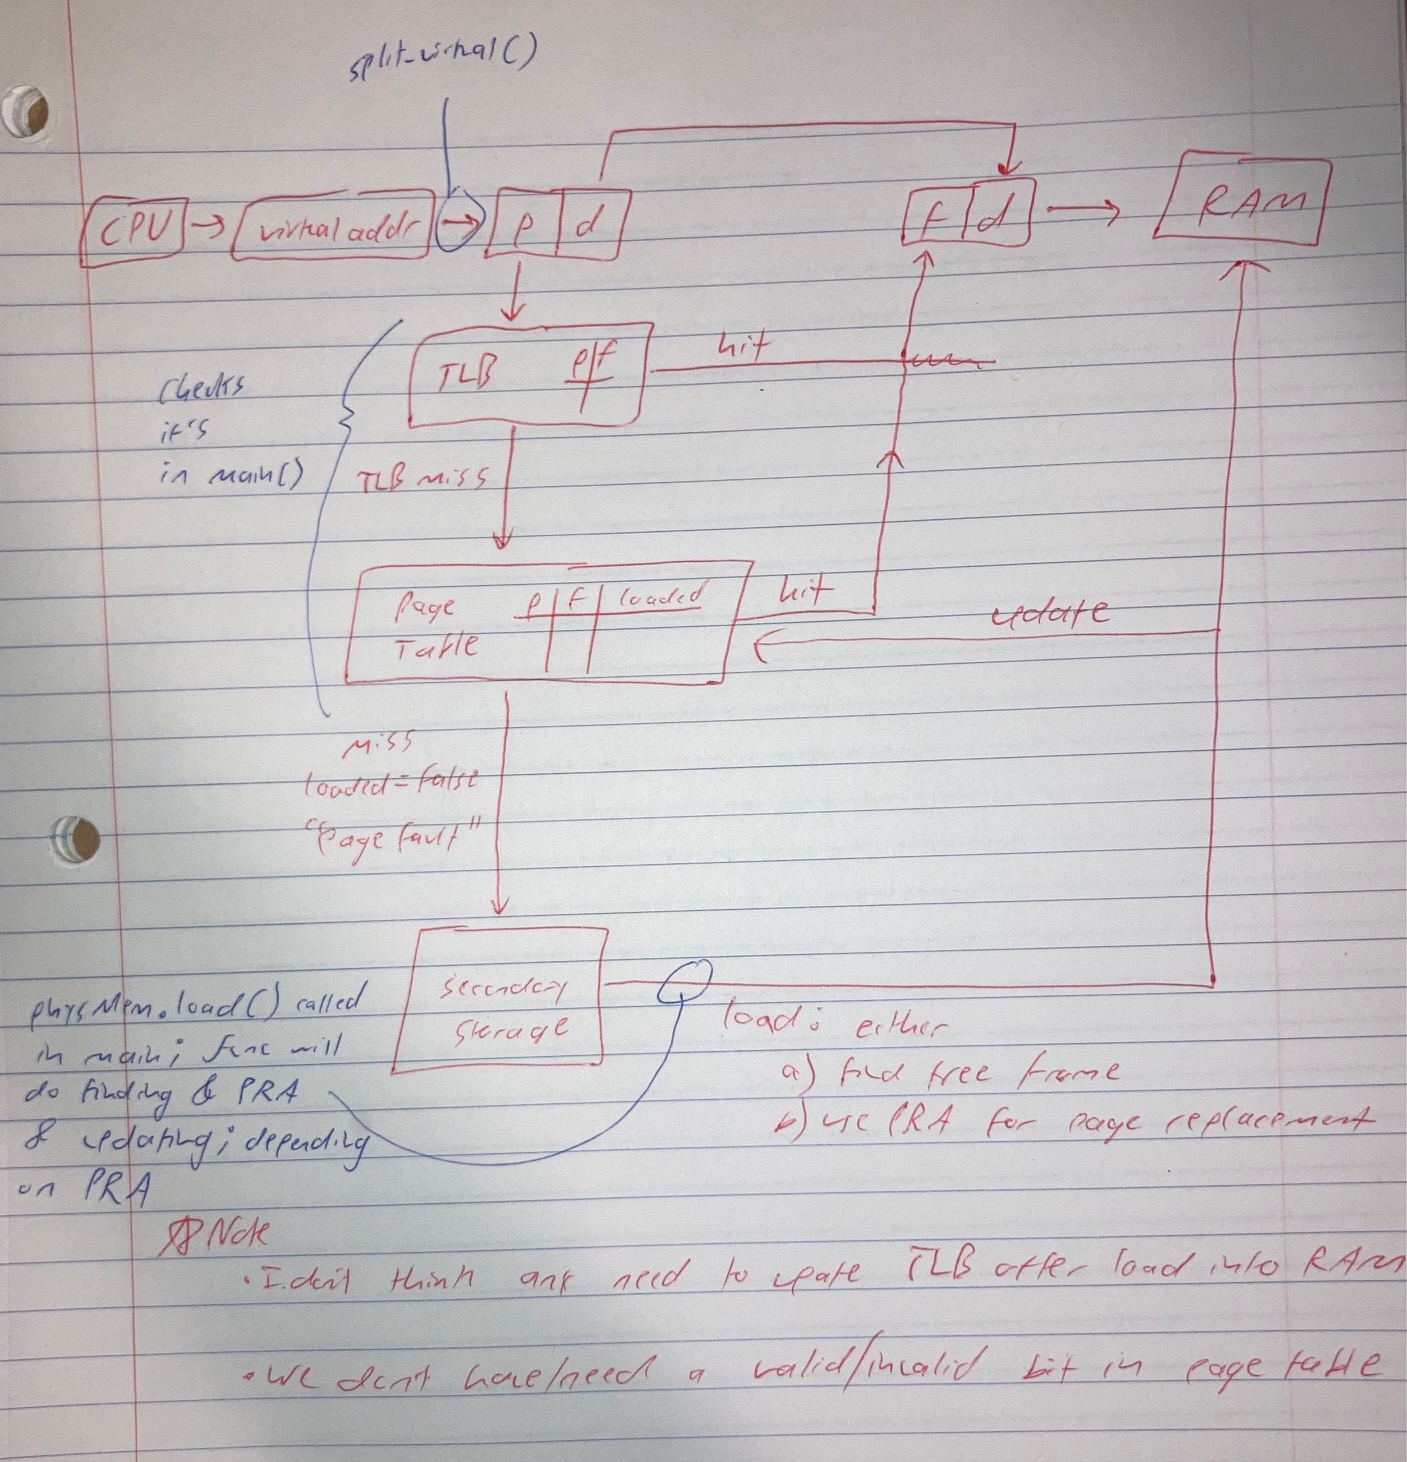 split_virtual()
CPU → virtual addr → p | d
f | d → RAM
TLB p|f
hit
checks
it's
in main()
TLB miss
Page p | f | loaded
Table
hit
update
miss
loaded = false
"page fault"
secondary
storage
physMem.load() called
in main; func will
do finding & PRA
& updating; depending
on PRA
load: either
a) find free frame
b) use PRA for page replacement
Note
• I don't think any need to upate TLB after load into RAM
• We don't have/need a valid/invalid bit in page table